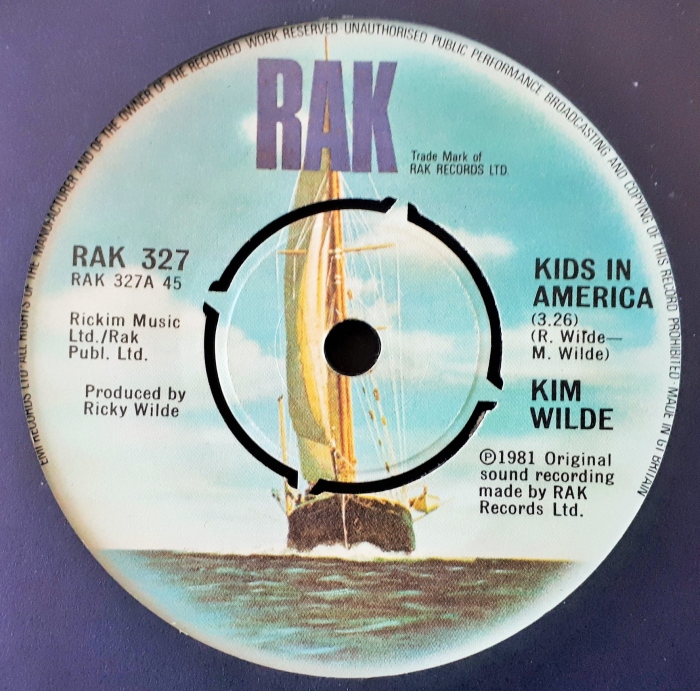 EMI RECORDS LTD ALL RIGHTS OF THE MANUFACTURER AND OF THE OWNER OF THE RECORDED WORK RESERVED UNAUTHORISED PUBLIC PERFORMANCE BROADCASTING AND COPYING OF THIS RECORD PROHIBITED · MADE IN GT BRITAIN
RAK
Trade Mark of
RAK RECORDS LTD
RAK 327
RAK 327A 45
Rickim Music
Ltd./Rak
Publ. Ltd.
Produced by
Ricky Wilde
KIDS IN
AMERICA
(3.26)
(R. Wilde—
M. Wilde)
KIM
WILDE
℗1981 Original
sound recording
made by RAK
Records Ltd.